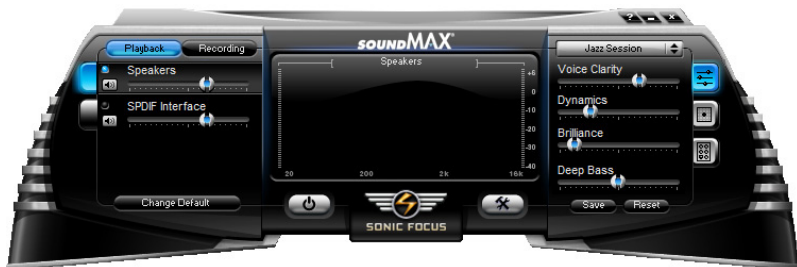 ? - x
Playback Recording
Speakers
SPDIF Interface
Change Default
SOUNDMAX
Speakers
+6
0
-10
-20
-30
-40
20 200 2k 16k
SONIC FOCUS
Jazz Session
Voice Clarity
Dynamics
Brilliance
Deep Bass
Save Reset